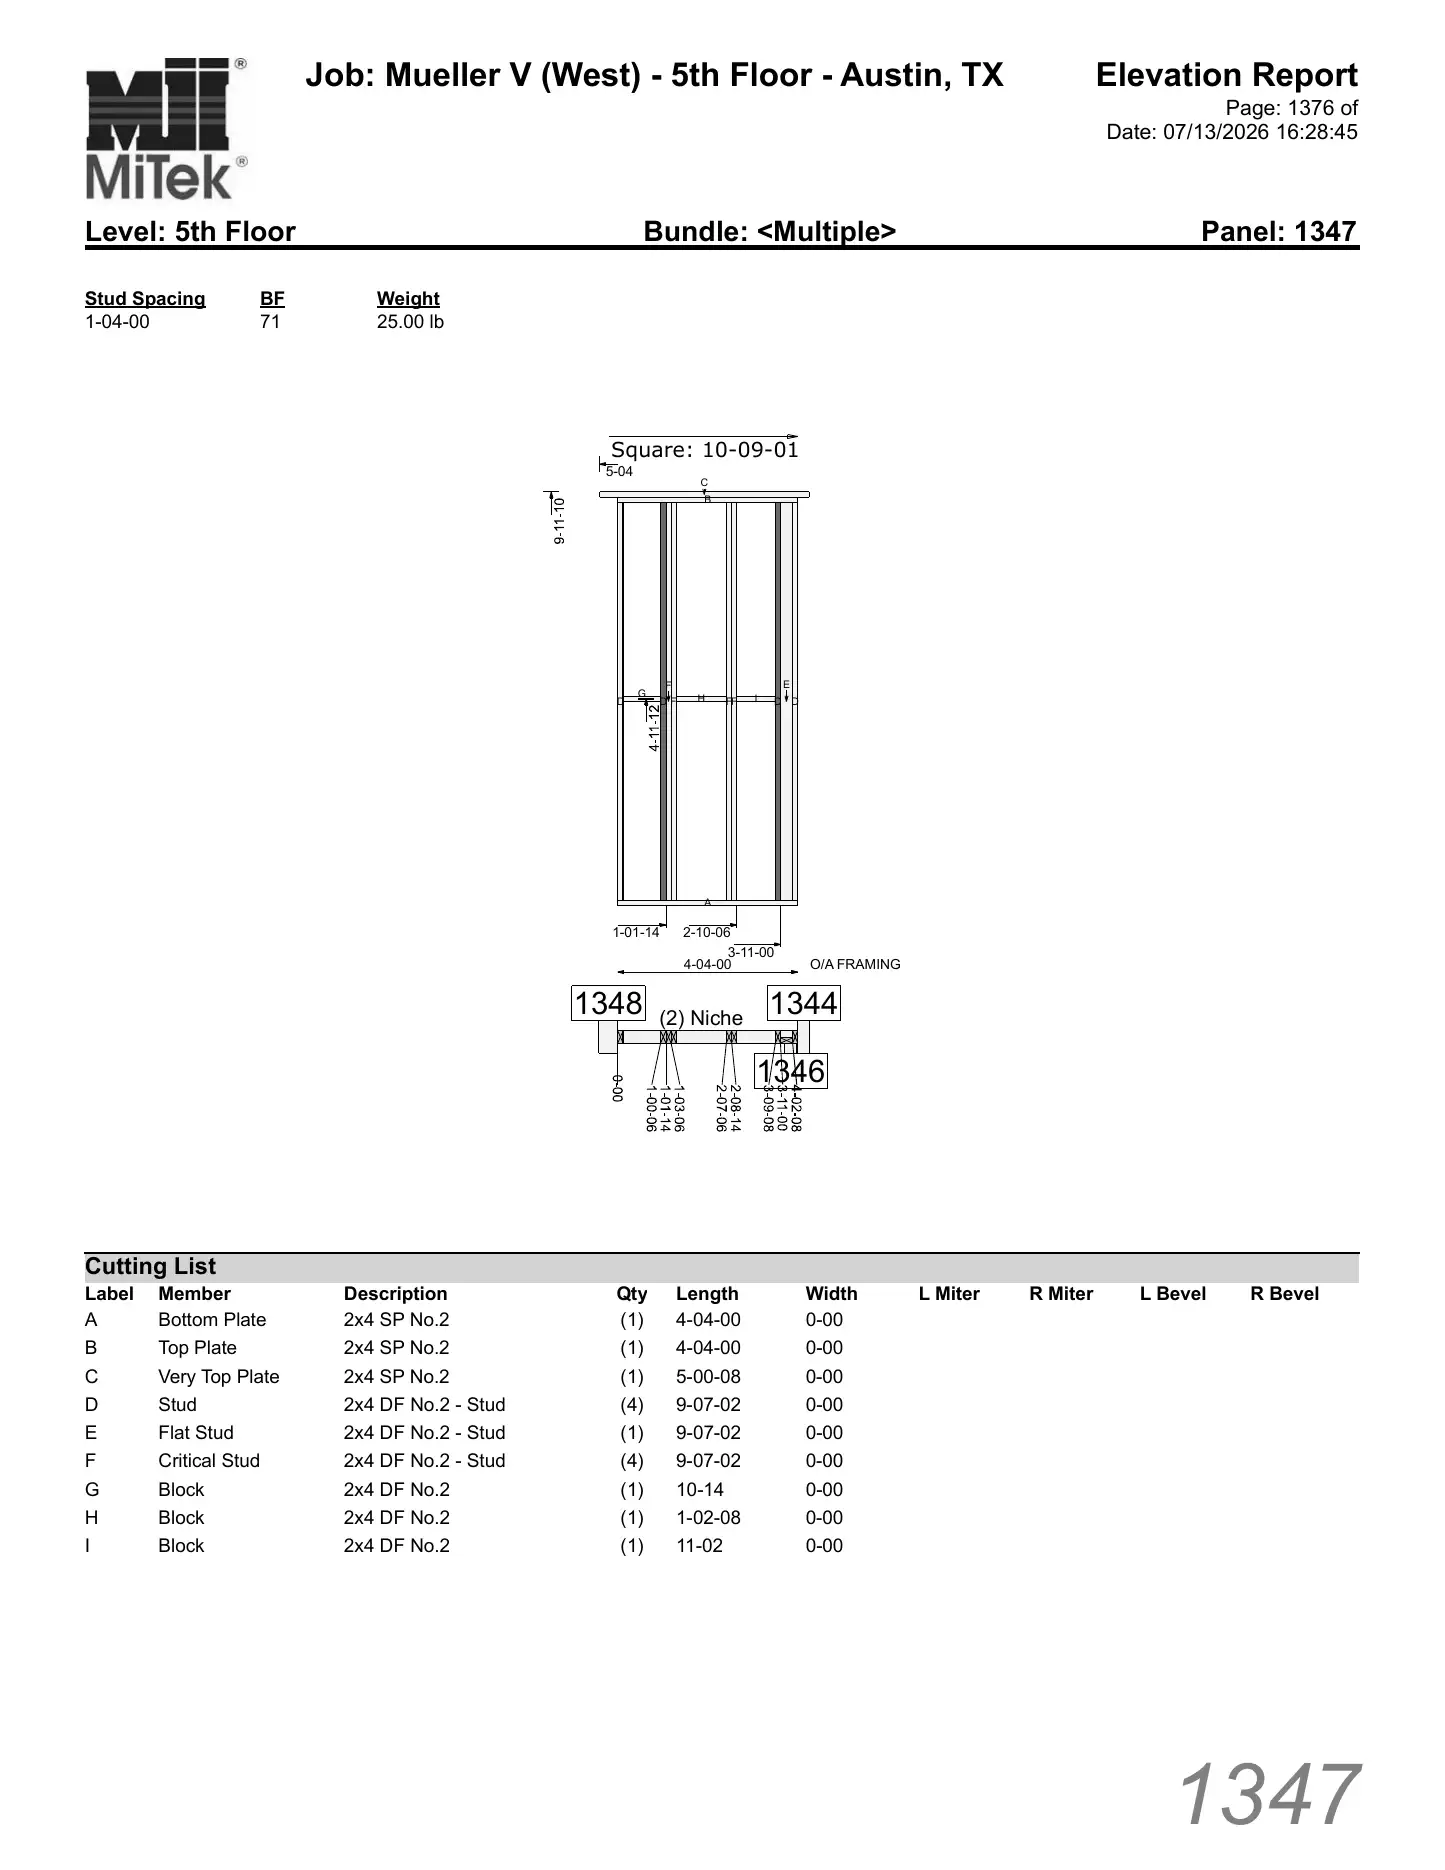 Job: Mueller V (West) - 5th Floor - Austin, TX
Elevation Report
Page: 1376 of
Date: 07/13/2026 16:28:45
MiTek®
Level: 5th Floor Bundle: <Multiple> Panel: 1347
Stud Spacing BF Weight
1-04-00 71 25.00 lb
Square: 10-09-01
5-04
C
B
9-11-10
G F H I E
4-11-12
A
1-01-14 2-10-06
3-11-00
4-04-00 O/A FRAMING
1348 (2) Niche 1344
1346
0-00 1-00-06 1-01-14 1-03-06 2-07-06 2-08-14 3-09-08 3-11-00 4-02-08
Cutting List
Label Member Description Qty Length Width L Miter R Miter L Bevel R Bevel
A Bottom Plate 2x4 SP No.2 (1) 4-04-00 0-00
B Top Plate 2x4 SP No.2 (1) 4-04-00 0-00
C Very Top Plate 2x4 SP No.2 (1) 5-00-08 0-00
D Stud 2x4 DF No.2 - Stud (4) 9-07-02 0-00
E Flat Stud 2x4 DF No.2 - Stud (1) 9-07-02 0-00
F Critical Stud 2x4 DF No.2 - Stud (4) 9-07-02 0-00
G Block 2x4 DF No.2 (1) 10-14 0-00
H Block 2x4 DF No.2 (1) 1-02-08 0-00
I Block 2x4 DF No.2 (1) 11-02 0-00
1347